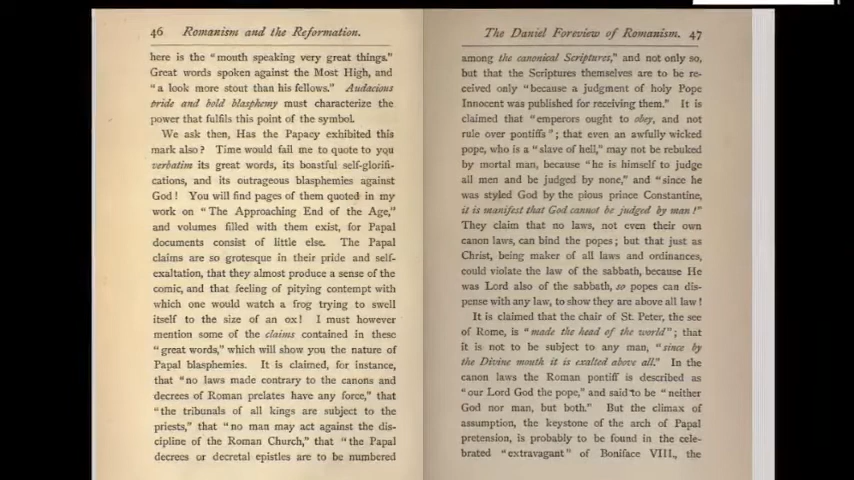 46 Romanism and the Reformation.
here is the "mouth speaking very great things."
Great words spoken against the Most High, and
"a look more stout than his fellows." Audacious
pride and bold blasphemy must characterize the
power that fulfils this point of the symbol.
We ask then, Has the Papacy exhibited this
mark also? Time would fail me to quote to you
verbatim its great words, its boastful self-glorifi-
cations, and its outrageous blasphemies against
God! You will find pages of them quoted in my
work on "The Approaching End of the Age,"
and volumes filled with them exist, for Papal
documents consist of little else. The Papal
claims are so grotesque in their pride and self-
exaltation, that they almost produce a sense of the
comic, and that feeling of pitying contempt with
which one would watch a frog trying to swell
itself to the size of an ox! I must however
mention some of the claims contained in these
"great words," which will show you the nature of
Papal blasphemies. It is claimed, for instance,
that "no laws made contrary to the canons and
decrees of Roman prelates have any force," that
"the tribunals of all kings are subject to the
priests," that "no man may act against the dis-
cipline of the Roman Church," that "the Papal
decrees or decretal epistles are to be numbered
The Daniel Foreview of Romanism. 47
among the canonical Scriptures," and not only so,
but that the Scriptures themselves are to be re-
ceived only "because a judgment of holy Pope
Innocent was published for receiving them." It is
claimed that "emperors ought to obey, and not
rule over pontiffs"; that even an awfully wicked
pope, who is a "slave of hell," may not be rebuked
by mortal man, because "he is himself to judge
all men and be judged by none," and "since he
was styled God by the pious prince Constantine,
it is manifest that God cannot be judged by man!"
They claim that no laws, not even their own
canon laws, can bind the popes; but that just as
Christ, being maker of all laws and ordinances,
could violate the law of the sabbath, because He
was Lord also of the sabbath, so popes can dis-
pense with any law, to show they are above all law!
It is claimed that the chair of St. Peter, the see
of Rome, is "made the head of the world"; that
it is not to be subject to any man, "since by
the Divine mouth it is exalted above all." In the
canon laws the Roman pontiff is described as
"our Lord God the pope," and said to be "neither
God nor man, but both." But the climax of
assumption, the keystone of the arch of Papal
pretension, is probably to be found in the cele-
brated "extravagant" of Boniface VIII., the